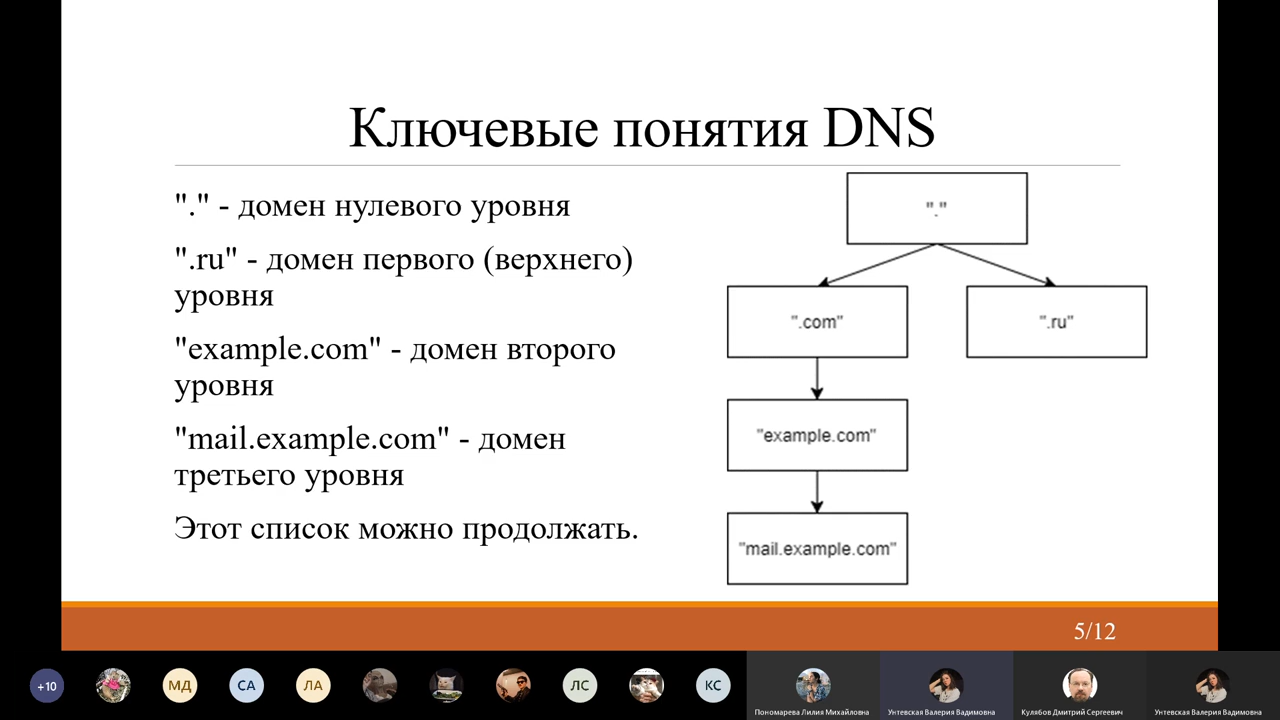 Ключевые понятия DNS
"." - домен нулевого уровня
".ru" - домен первого (верхнего)
уровня
"example.com" - домен второго
уровня
"mail.example.com" - домен
третьего уровня
Этот список можно продолжать.
"."
".com"
".ru"
"example.com"
"mail.example.com"
5/12
+10
МД
СА
ЛА
ЛС
КС
Пономарева Лилия Михайловна
Унтевская Валерия Вадимовна
Кулябов Дмитрий Сергеевич
Унтевская Валерия Вадимовна